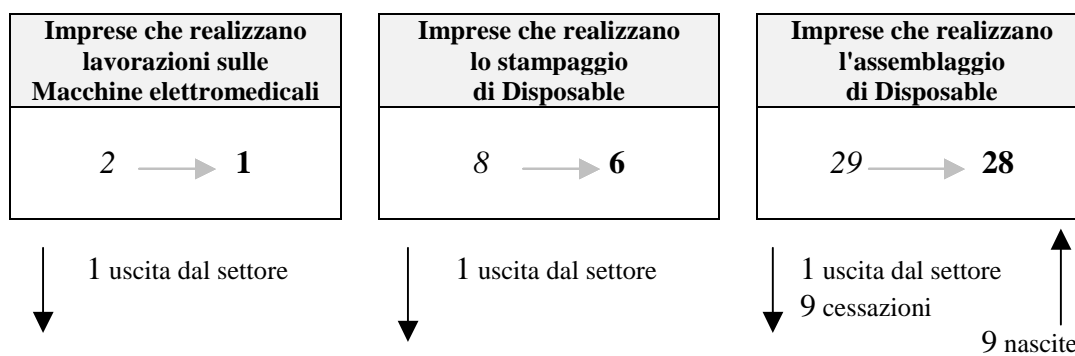 Imprese che realizzano
lavorazioni sulle
Macchine elettromedicali
2
1
1 uscita dal settore
Imprese che realizzano
lo stampaggio
di Disposable
8
6
1 uscita dal settore
Imprese che realizzano
l'assemblaggio
di Disposable
29
28
1 uscita dal settore
9 cessazioni
9 nascite